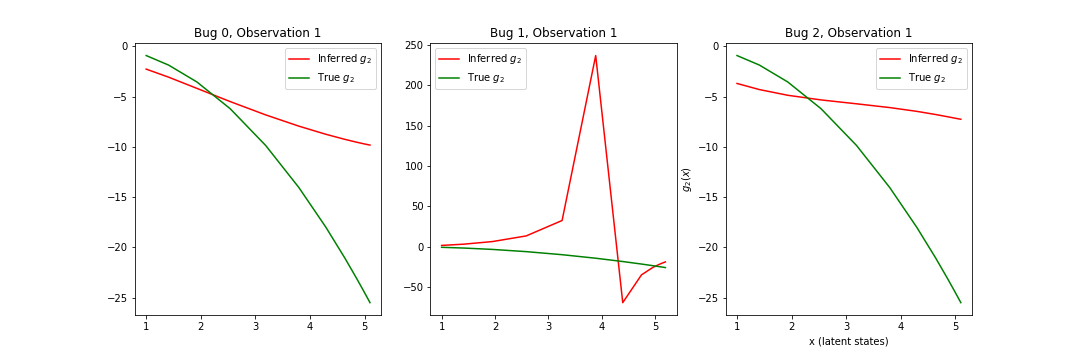 Bug 0, Observation 1
Inferred g₂
True g₂
0
−5
−10
−15
−20
−25
1 2 3 4 5
Bug 1, Observation 1
Inferred g₂
True g₂
250
200
150
100
50
0
−50
1 2 3 4 5
Bug 2, Observation 1
Inferred g₂
True g₂
g₂(x)
0
−5
−10
−15
−20
−25
1 2 3 4 5
x (latent states)